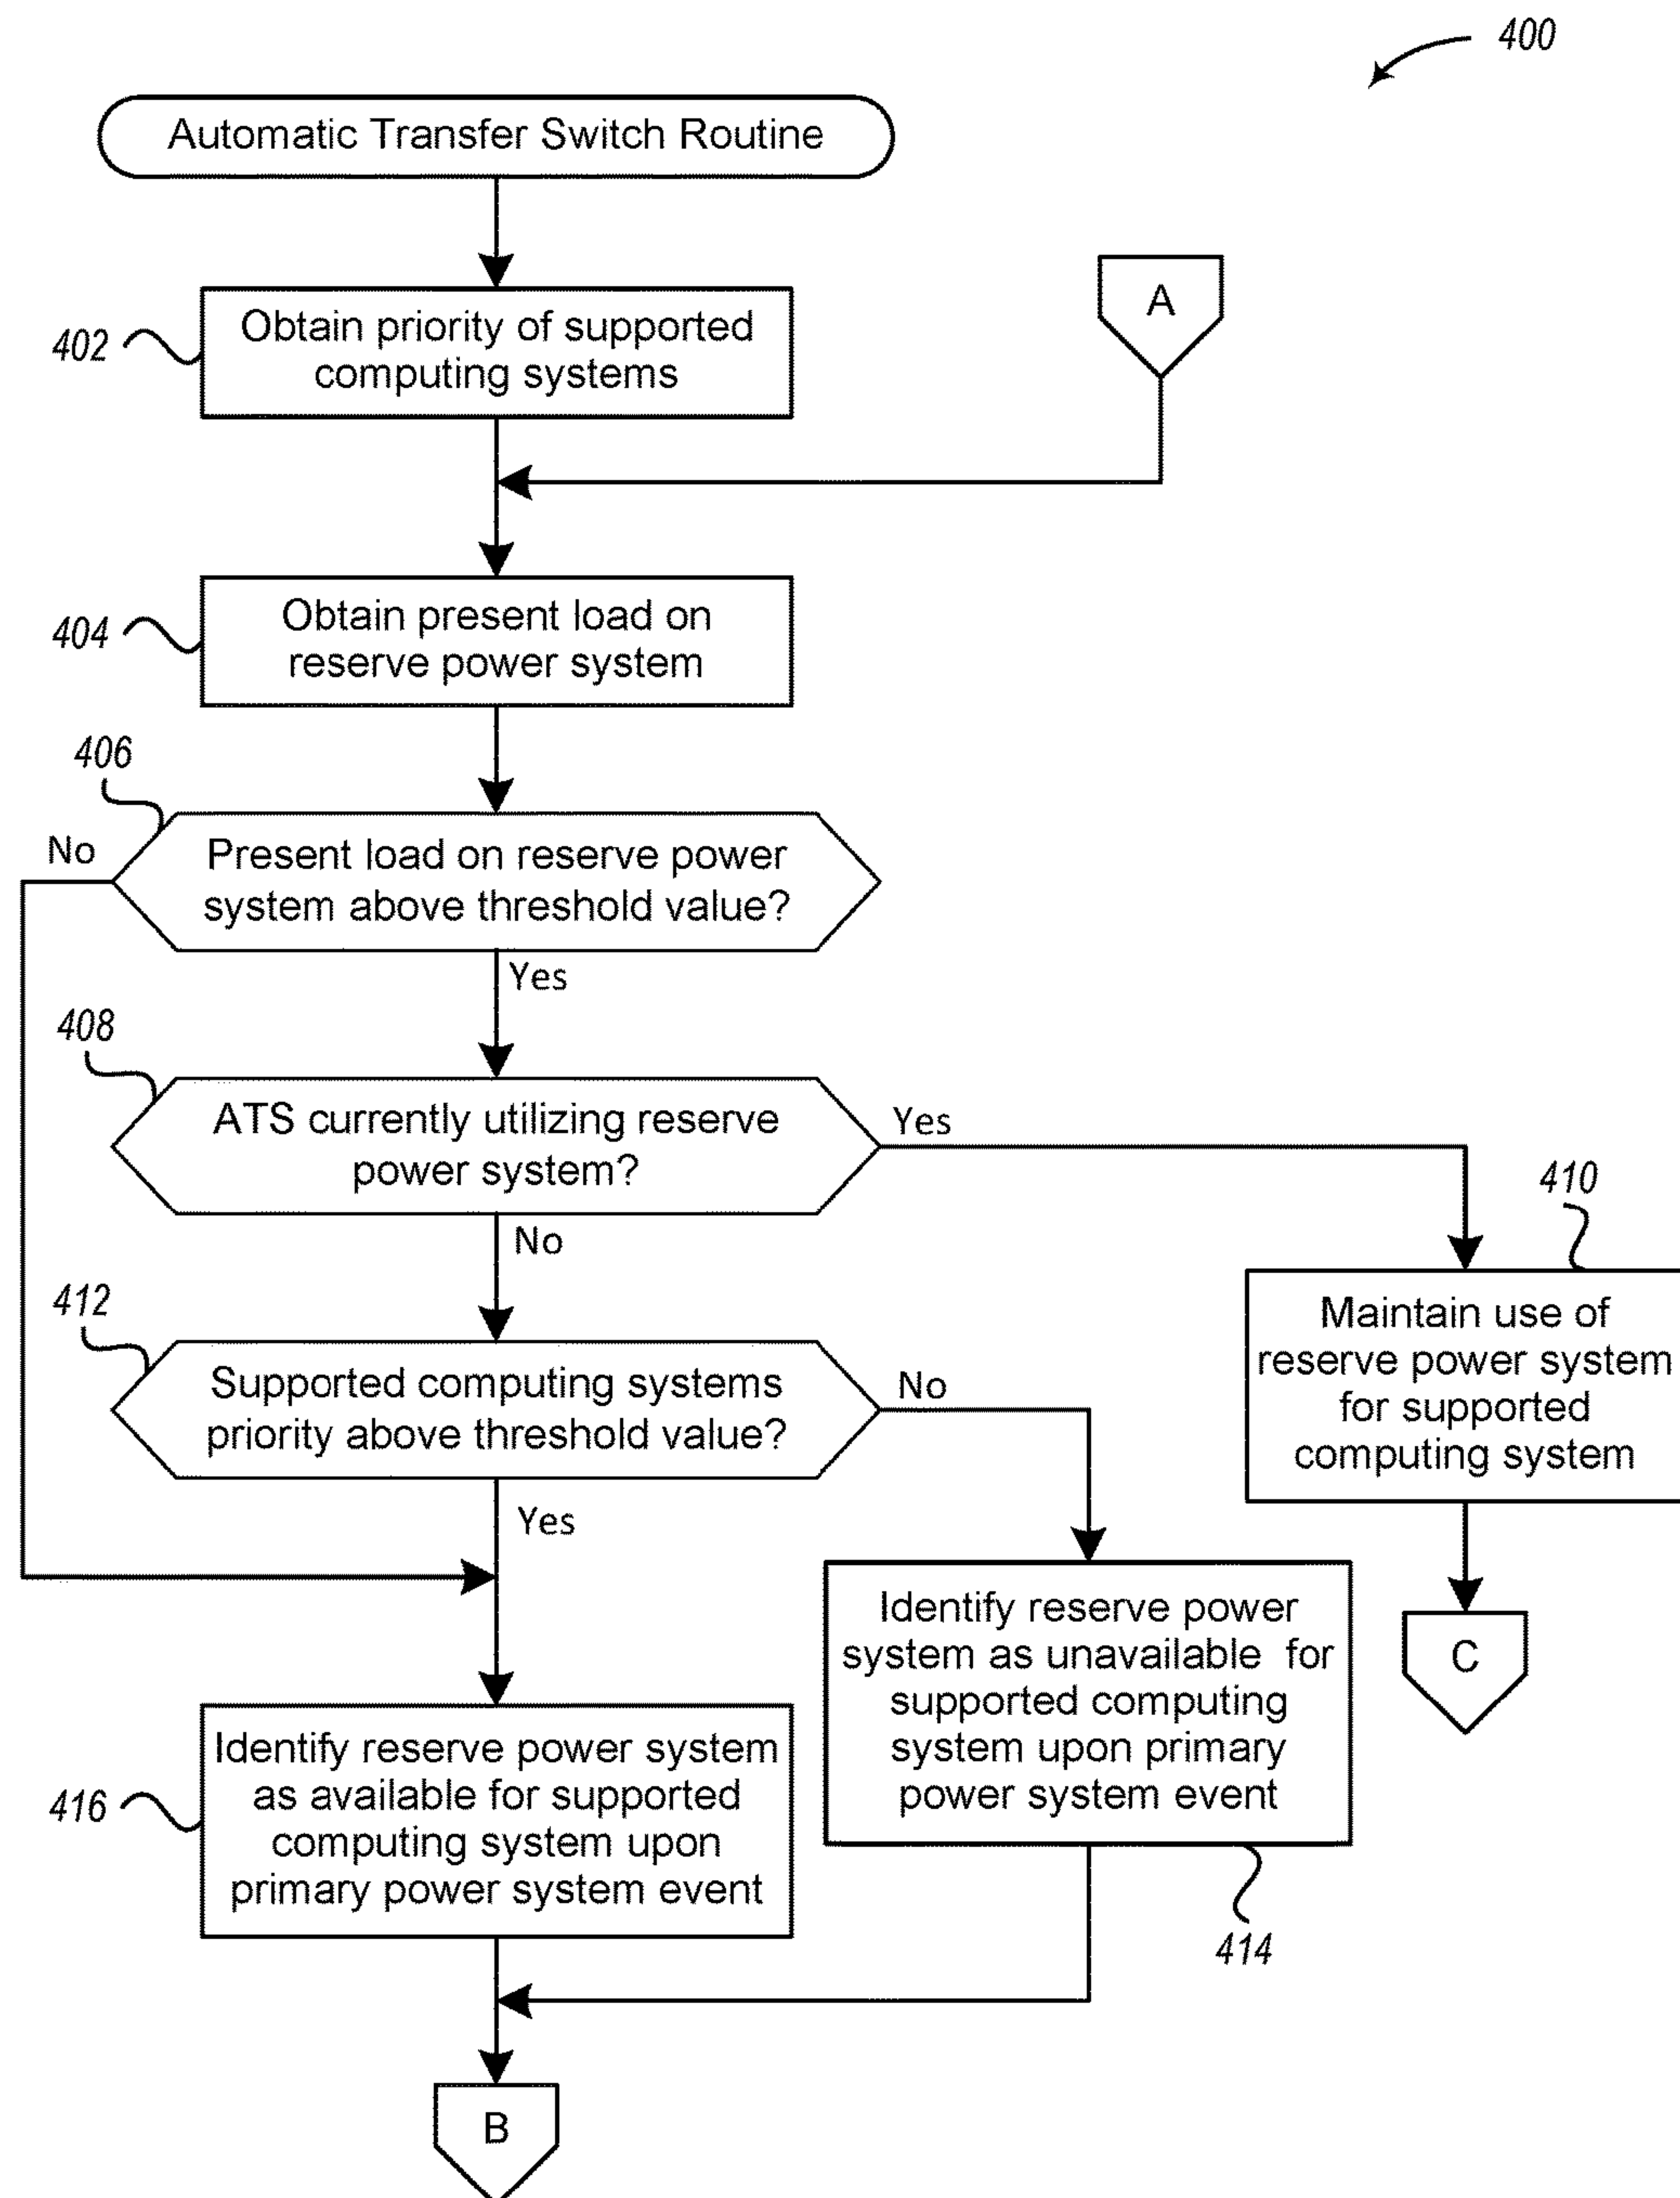 400
Automatic Transfer Switch Routine
A
402
Obtain priority of supported
computing systems
404
Obtain present load on
reserve power system
406
No
Present load on reserve power
system above threshold value?
Yes
408
ATS currently utilizing reserve
power system?
Yes
No
410
Maintain use of
reserve power system
for supported
computing system
412
Supported computing systems
priority above threshold value?
No
Yes
C
Identify reserve power
system as unavailable for
supported computing
system upon primary
power system event
414
416
Identify reserve power system
as available for supported
computing system upon
primary power system event
B